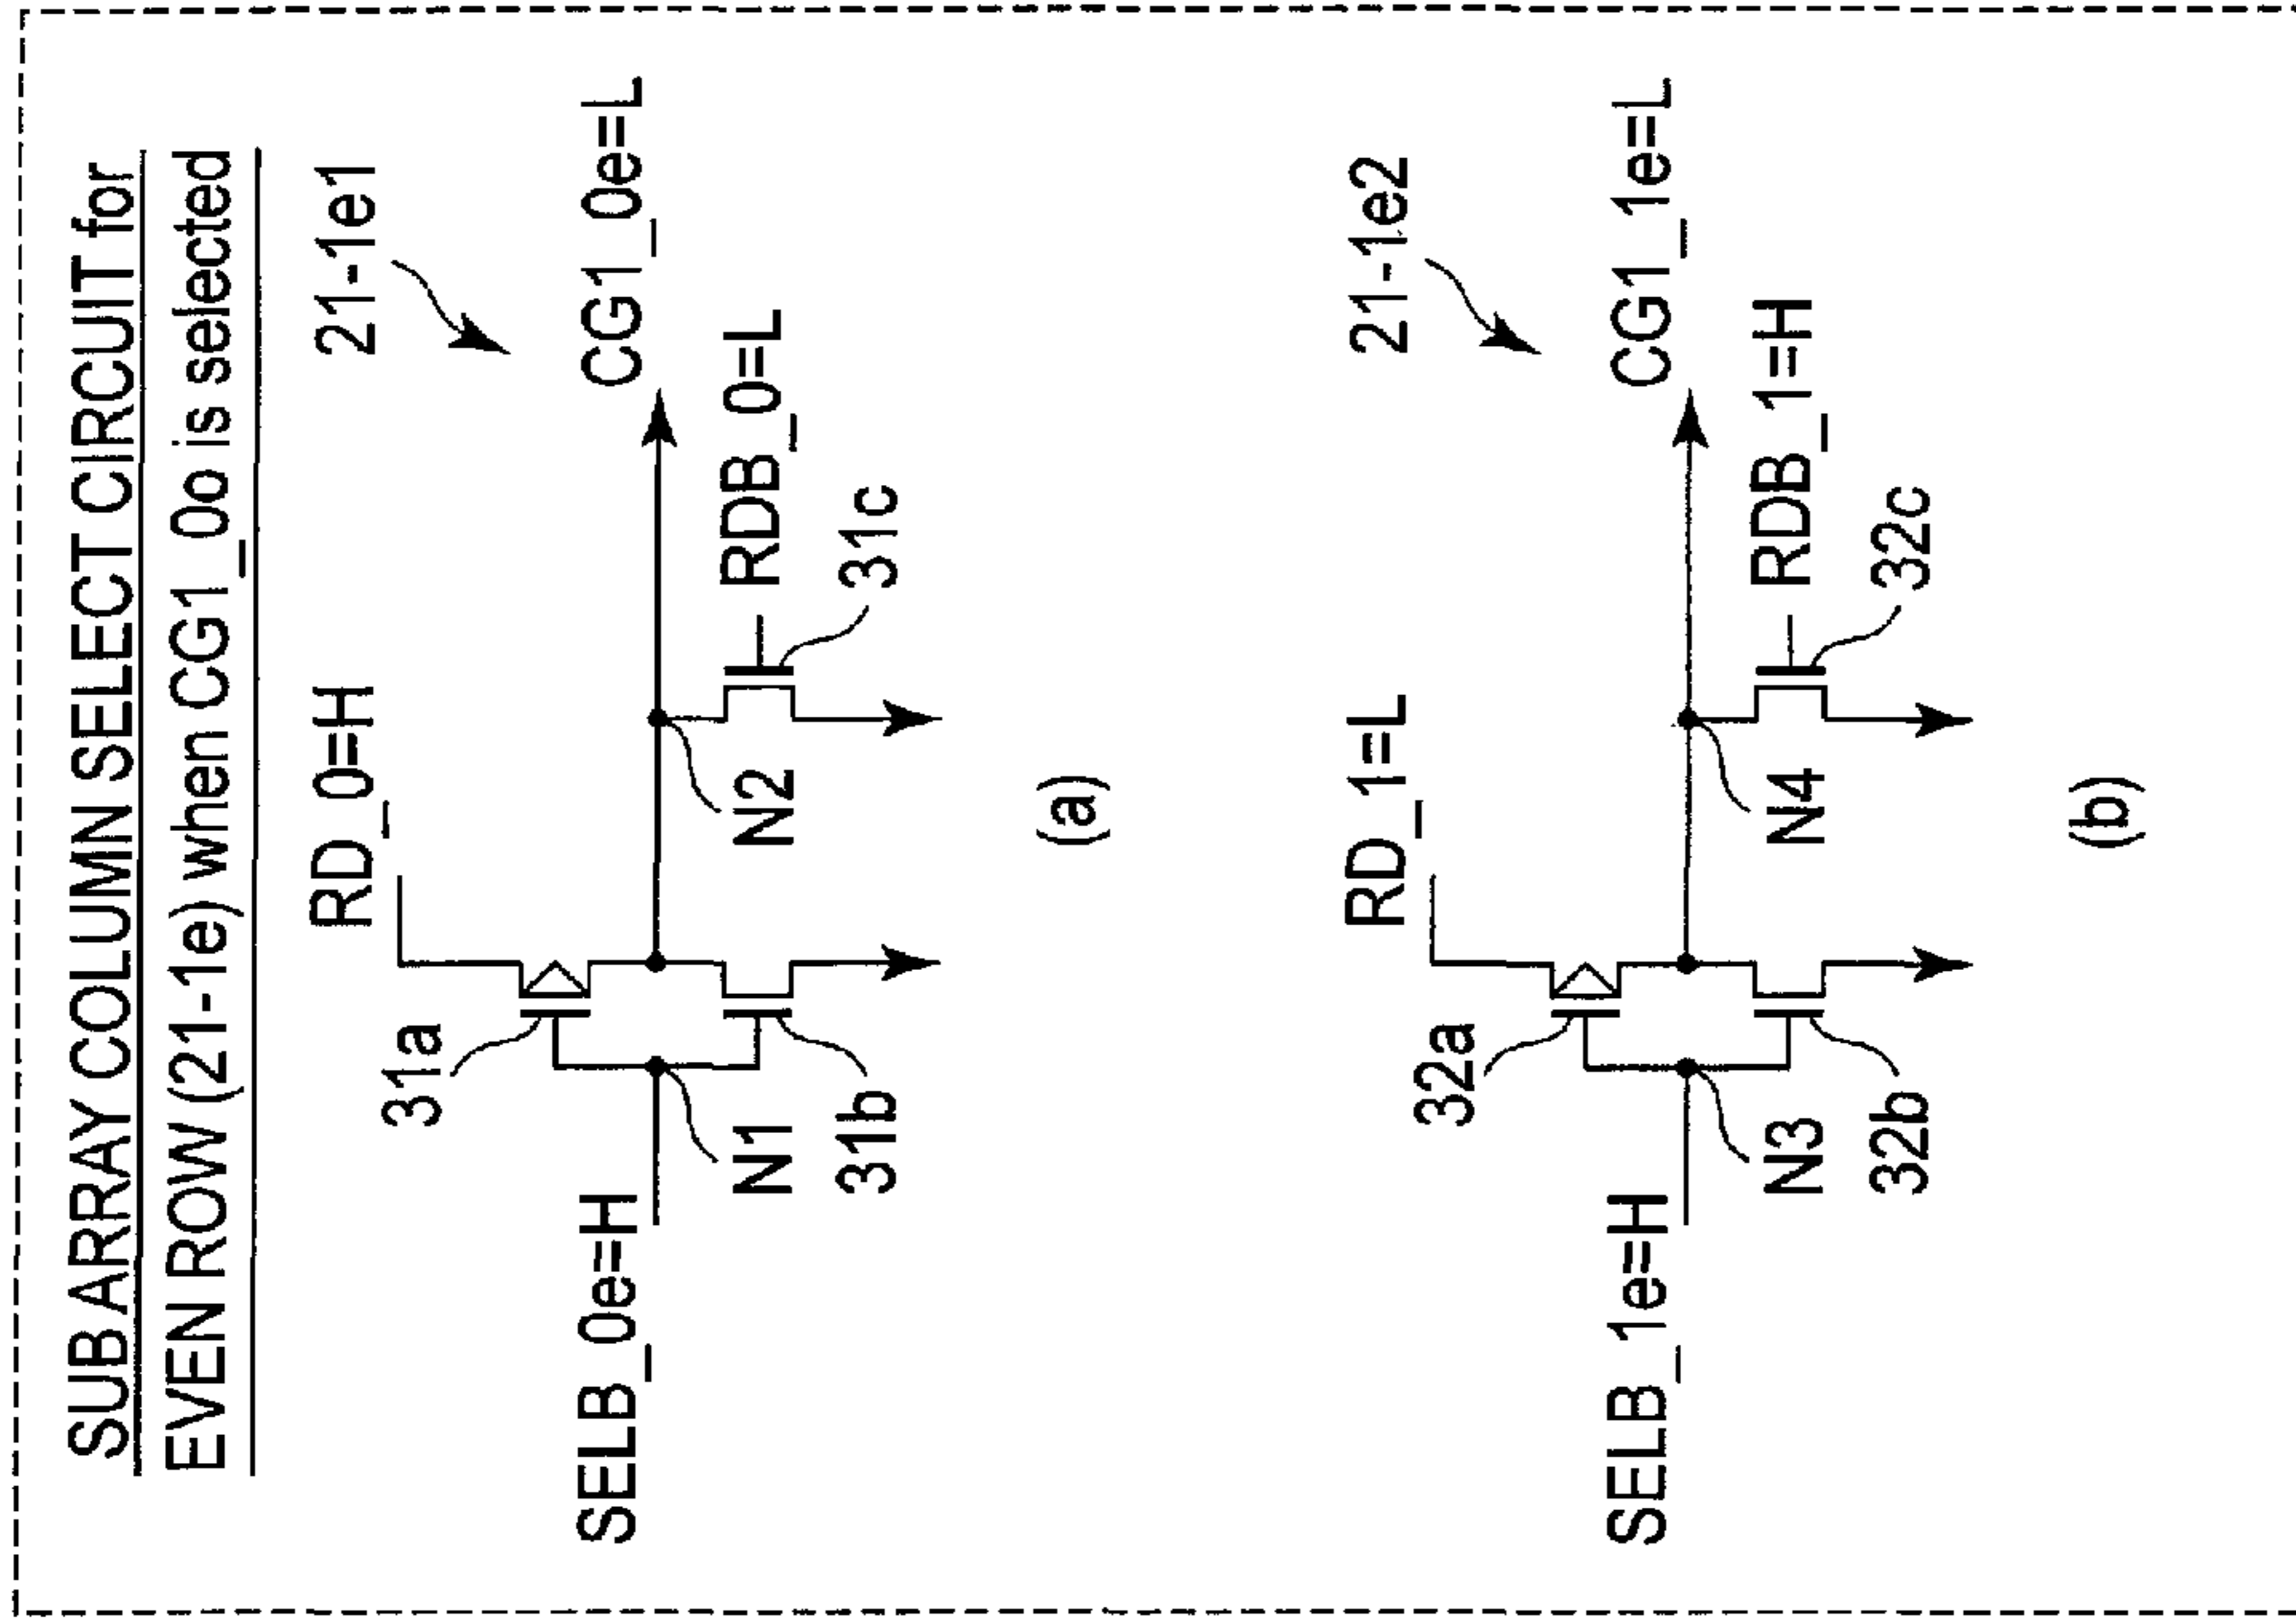 SUB ARRAY COLUMN SELECT CIRCUIT for
EVEN ROW (21-1e) when CG1_0o is selected
21-1e1
RD_0=H
31a
SELB_0e=H
CG1_0e=L
N1
N2
RDB_0=L
31b
31c
(a)
21-1e2
RD_1=L
32a
SELB_1e=H
CG1_1e=L
N3
N4
RDB_1=H
32b
32c
(b)